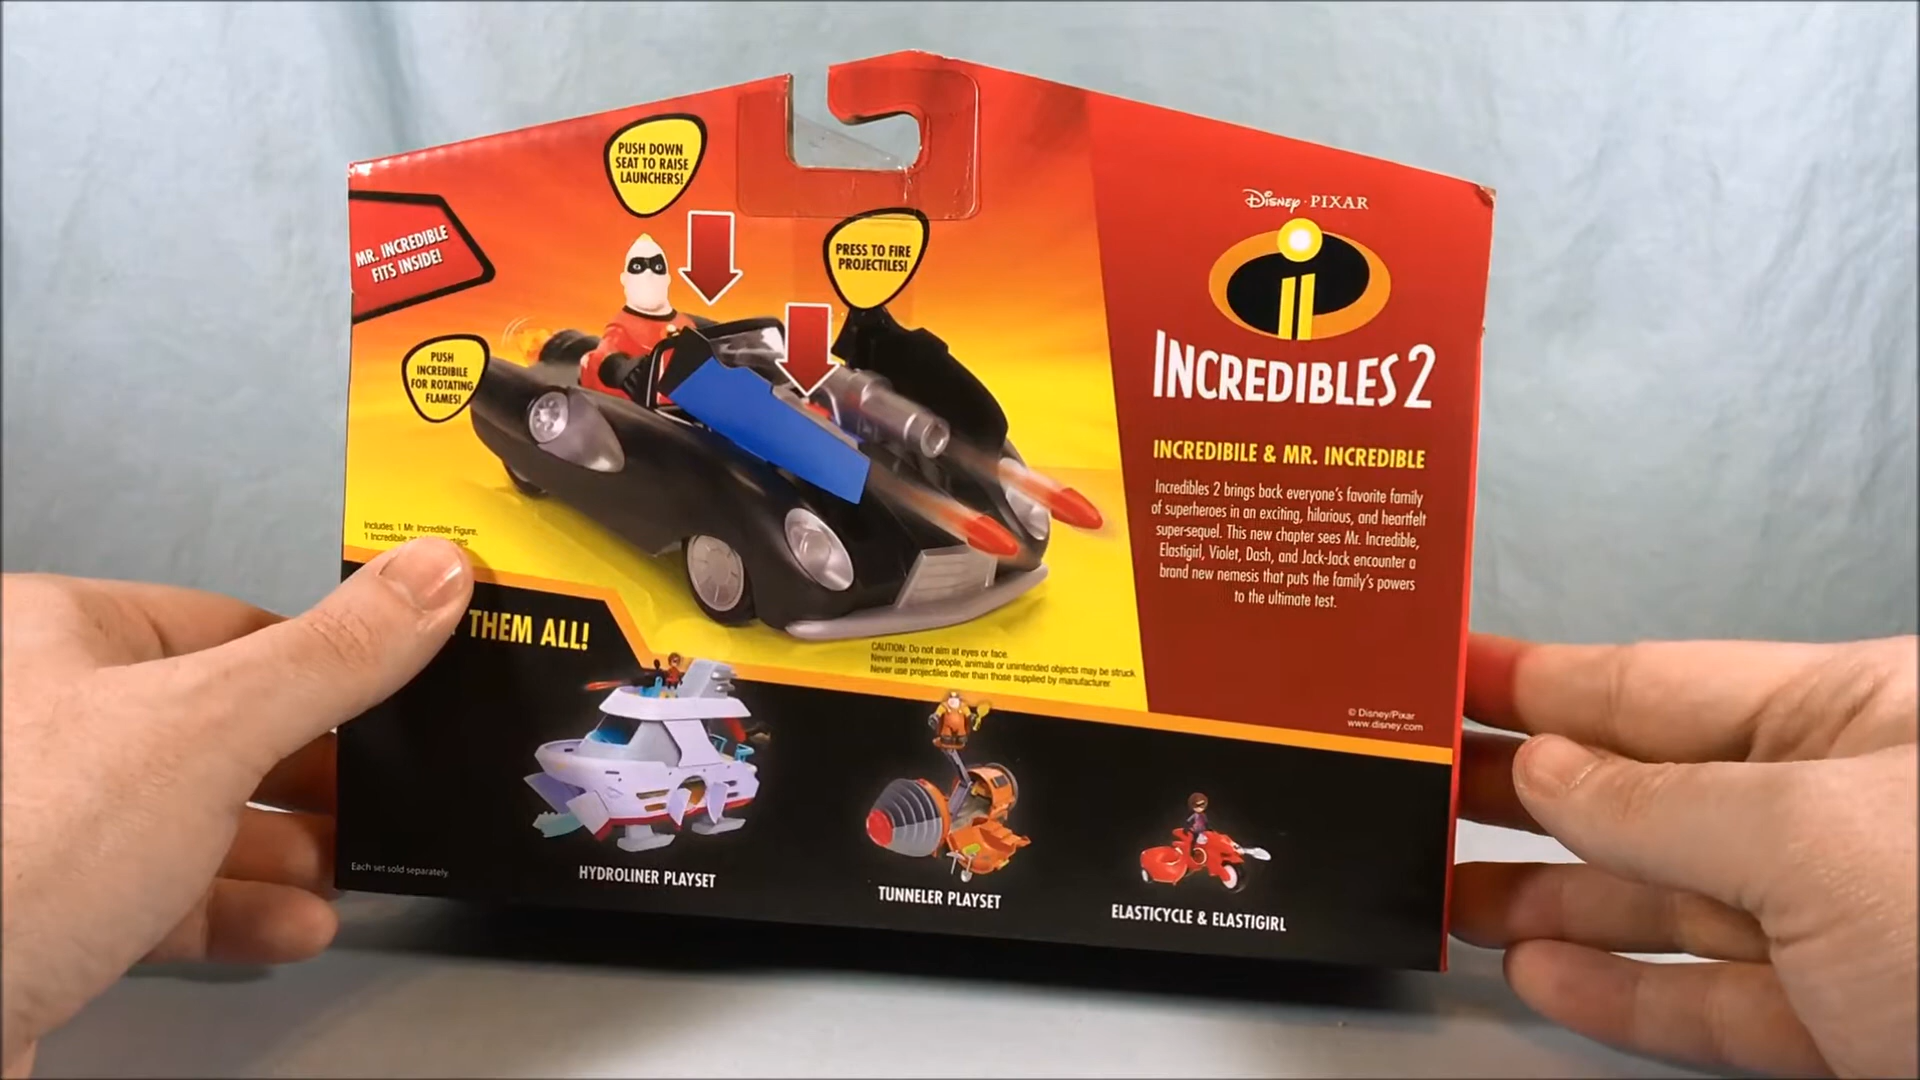 PUSH DOWN
SEAT TO RAISE
LAUNCHERS!
MR. INCREDIBLE
FITS INSIDE!
PRESS TO FIRE
PROJECTILES!
PUSH
INCREDIBILE
FOR ROTATING
FLAMES!
Includes: 1 Mr. Incredible Figure,
1 Incredibile
THEM ALL!
CAUTION: Do not aim at eyes or face.
Never use where people, animals or unintended objects may be struck
Never use projectiles other than those supplied by manufacturer.
Disney · PIXAR
INCREDIBLES 2
INCREDIBILE & MR. INCREDIBLE
Incredibles 2 brings back everyone's favorite family
of superheroes in an exciting, hilarious, and heartfelt
super-sequel. This new chapter sees Mr. Incredible,
Elastigirl, Violet, Dash, and Jack-Jack encounter a
brand new nemesis that puts the family's powers
to the ultimate test.
© Disney/Pixar
www.disney.com
Each set sold separately.
HYDROLINER PLAYSET
TUNNELER PLAYSET
ELASTICYCLE & ELASTIGIRL